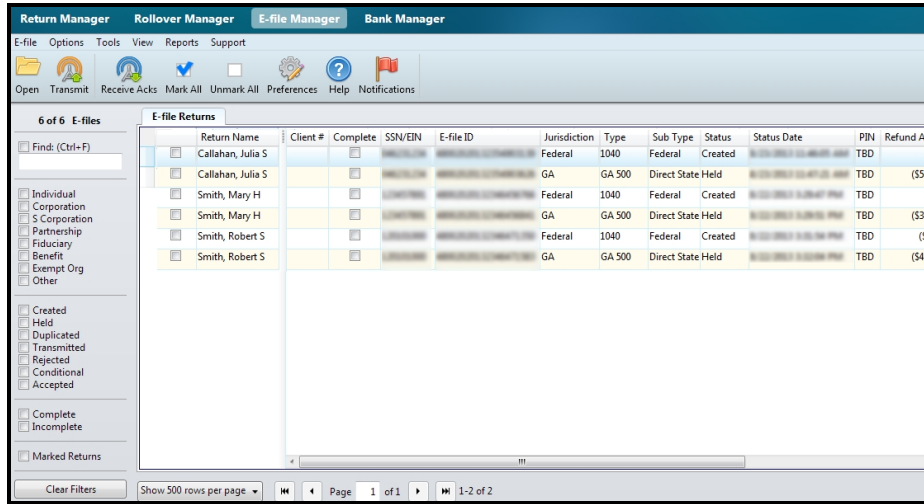 Return Manager Rollover Manager E-file Manager Bank Manager
E-file Options Tools View Reports Support
Open Transmit Receive Acks Mark All Unmark All Preferences Help Notifications
6 of 6 E-files
Find: (Ctrl+F)
Individual
Corporation
S Corporation
Partnership
Fiduciary
Benefit
Exempt Org
Other
Created
Held
Duplicated
Transmitted
Rejected
Conditional
Accepted
Complete
Incomplete
Marked Returns
Clear Filters
E-file Returns
Return Name Client # Complete SSN/EIN E-file ID Jurisdiction Type Sub Type Status Status Date PIN Refund A
Callahan, Julia S Federal 1040 Federal Created TBD
Callahan, Julia S GA GA 500 Direct State Held TBD ($5
Smith, Mary H Federal 1040 Federal Created TBD
Smith, Mary H GA GA 500 Direct State Held TBD ($3
Smith, Robert S Federal 1040 Federal Created TBD (
Smith, Robert S GA GA 500 Direct State Held TBD ($4
Show 500 rows per page Page 1 of 1 1-2 of 2